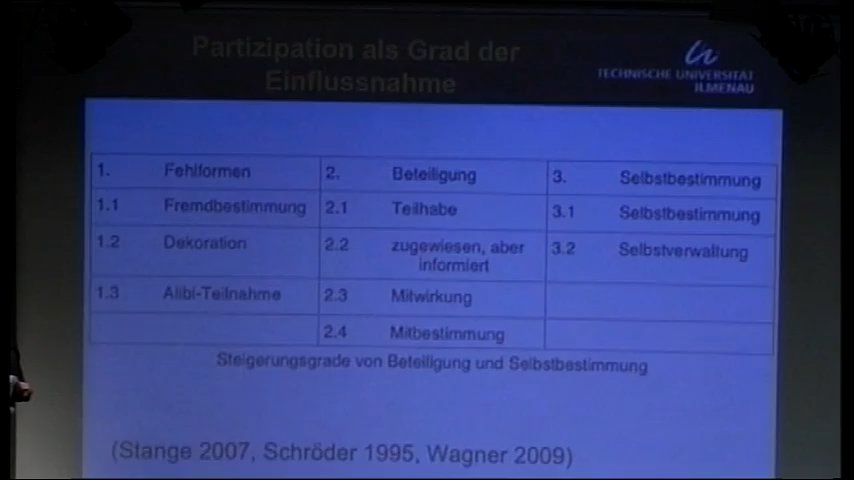 Partizipation als Grad der
Einflussnahme
TECHNISCHE UNIVERSITÄT
ILMENAU
1. Fehlformen 2. Beteiligung 3. Selbstbestimmung
1.1 Fremdbestimmung 2.1 Teilhabe 3.1 Selbstbestimmung
1.2 Dekoration 2.2 zugewiesen, aber 3.2 Selbstverwaltung
informiert
1.3 Alibi-Teilnahme 2.3 Mitwirkung
2.4 Mitbestimmung
Steigerungsgrade von Beteiligung und Selbstbestimmung
(Stange 2007, Schröder 1995, Wagner 2009)